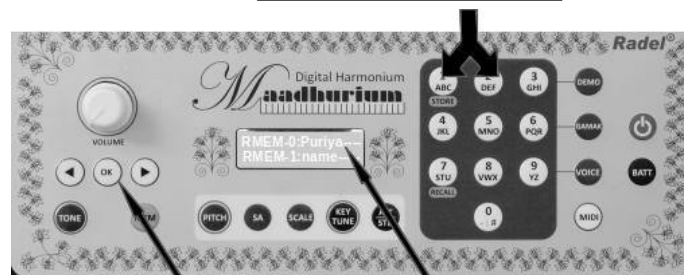 Radel®
Digital Harmonium
Maadhurium
VOLUME
RMEM-0:Puriya----
RMEM-1:name----
OK
TONE
PITCH
SA
SCALE
KEY
TUNE
ABC
STORE
DEF
3
GHI
DEMO
4
JKL
5
MNO
6
PQR
GAMAK
7
STU
RECALL
8
VWX
9
YZ
VOICE
BATT
0
- : #
MIDI